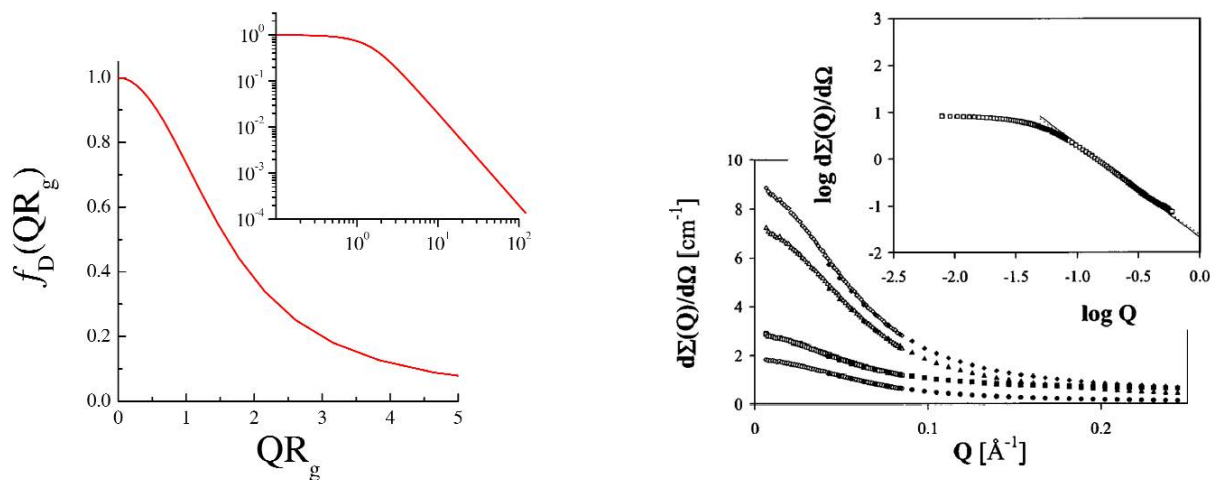 10^0
10^{-1}
10^{-2}
10^{-3}
10^{-4}
10^0 10^1 10^2
1.0
0.8
0.6
0.4
0.2
0.0
0 1 2 3 4 5
f_D(QR_g)
QR_g
3
2
1
0
-1
-2
-2.5 -2.0 -1.5 -1.0 -0.5 0.0
log dΣ(Q)/dΩ
log Q
10
8
6
4
2
0
0 0.1 0.2
dΣ(Q)/dΩ [cm^{-1}]
Q [Å^{-1}]